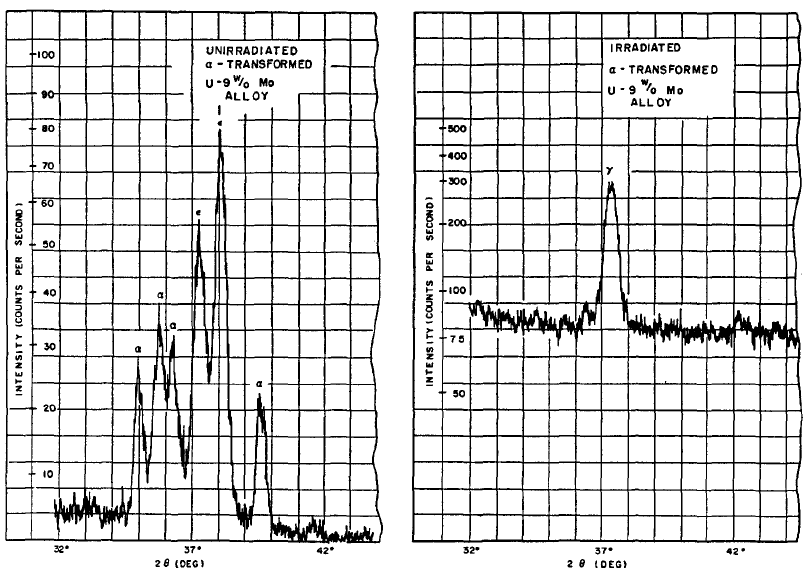 UNIRRADIATED
α - TRANSFORMED
U-9 W/O Mo
ALLOY
INTENSITY (COUNTS PER SECOND)
100
90
80
70
60
50
40
30
20
10
α
α
α
ϵ
ϵ
α
32°
37°
42°
2 θ (DEG)
IRRADIATED
α - TRANSFORMED
U-9 W/O Mo
ALLOY
INTENSITY (COUNTS PER SECOND)
500
400
300
200
100
75
50
γ
32°
37°
42°
2 θ (DEG)